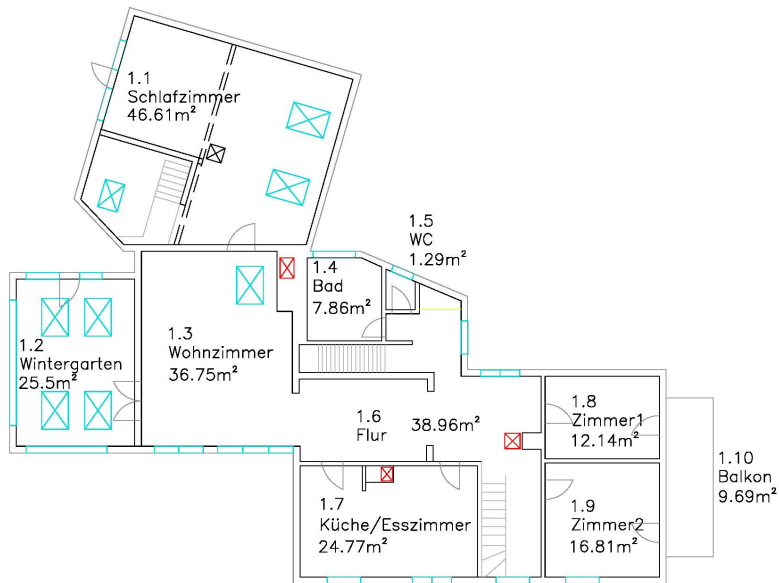 1.1
Schlafzimmer
46.61m²
1.5
WC
1.29m²
1.4
Bad
7.86m²
1.2
Wintergarten
25.5m²
1.3
Wohnzimmer
36.75m²
1.6
Flur
38.96m²
1.8
Zimmer1
12.14m²
1.10
Balkon
9.69m²
1.7
Küche/Esszimmer
24.77m²
1.9
Zimmer2
16.81m²